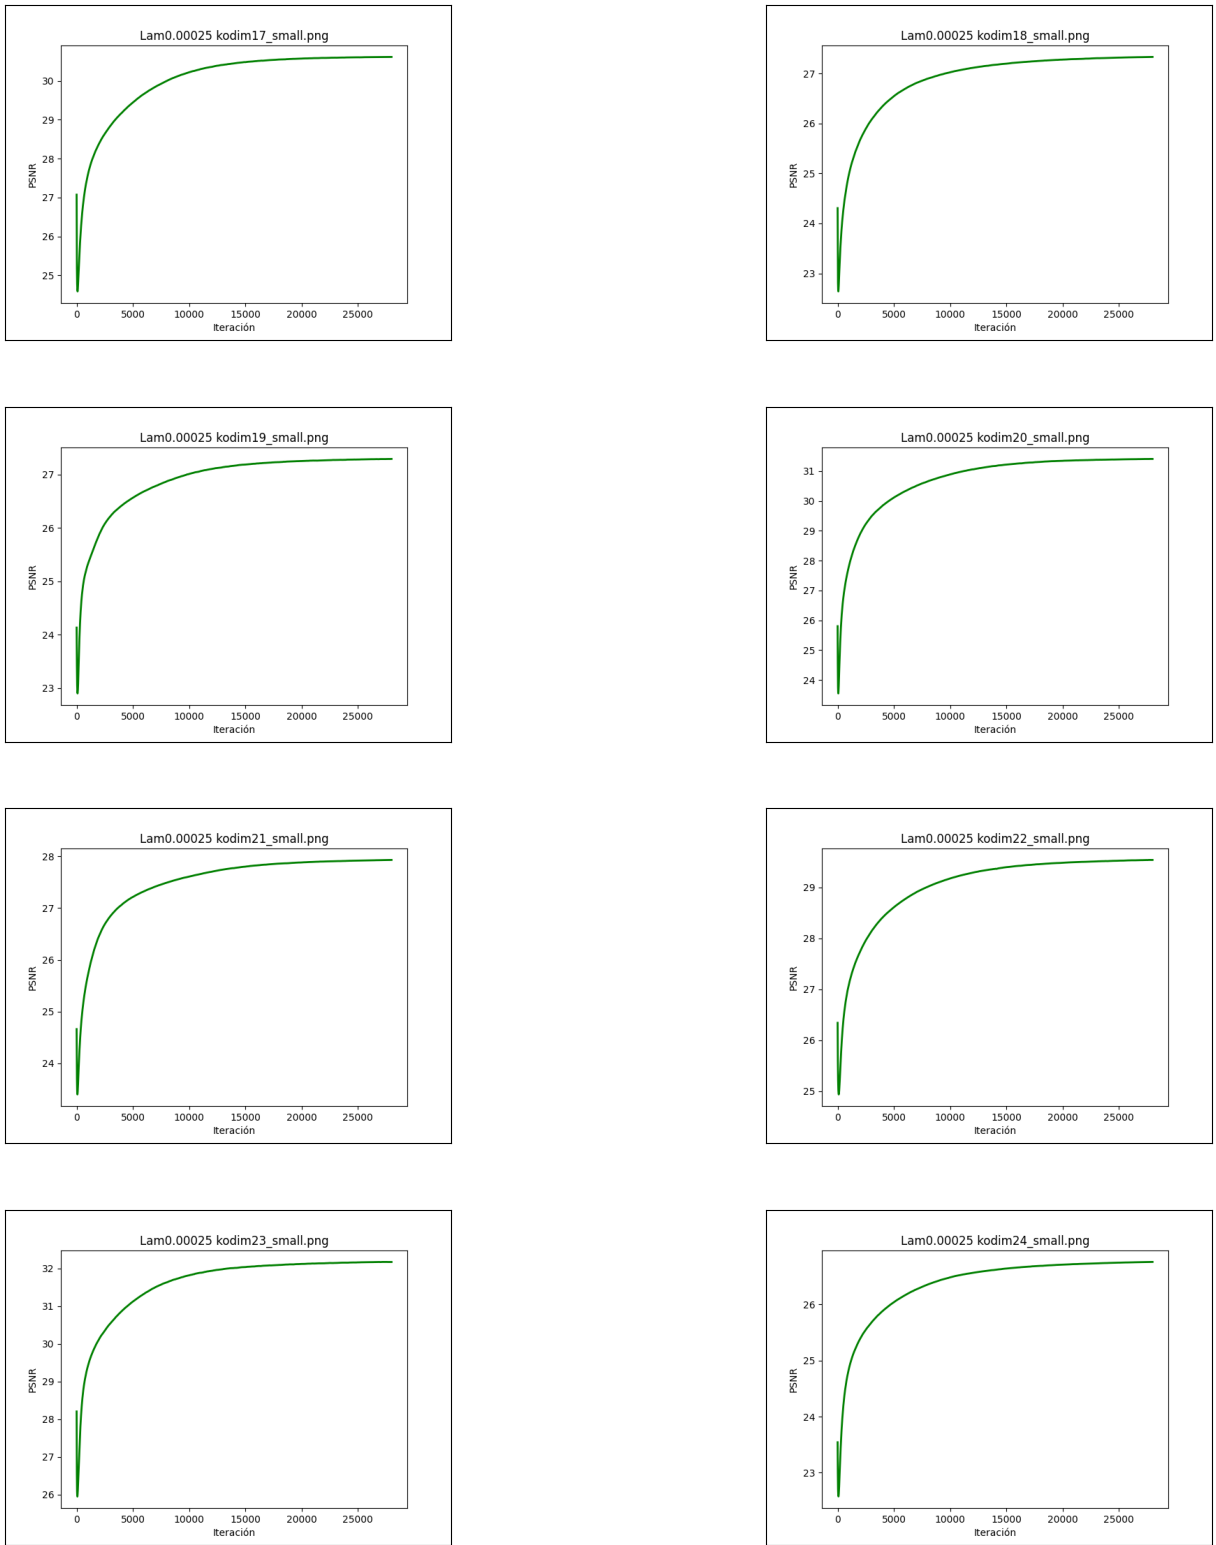 Lam0.00025 kodim17_small.png
PSNR
30
29
28
27
26
25
0 5000 10000 15000 20000 25000
Iteración
Lam0.00025 kodim18_small.png
PSNR
27
26
25
24
23
0 5000 10000 15000 20000 25000
Iteración
Lam0.00025 kodim19_small.png
PSNR
27
26
25
24
23
0 5000 10000 15000 20000 25000
Iteración
Lam0.00025 kodim20_small.png
PSNR
31
30
29
28
27
26
25
24
0 5000 10000 15000 20000 25000
Iteración
Lam0.00025 kodim21_small.png
PSNR
28
27
26
25
24
0 5000 10000 15000 20000 25000
Iteración
Lam0.00025 kodim22_small.png
PSNR
29
28
27
26
25
0 5000 10000 15000 20000 25000
Iteración
Lam0.00025 kodim23_small.png
PSNR
32
31
30
29
28
27
26
0 5000 10000 15000 20000 25000
Iteración
Lam0.00025 kodim24_small.png
PSNR
26
25
24
23
0 5000 10000 15000 20000 25000
Iteración